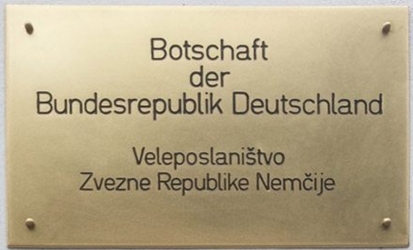 Botschaft
der
Bundesrepublik Deutschland
Veleposlaništvo
Zvezne Republike Nemčije